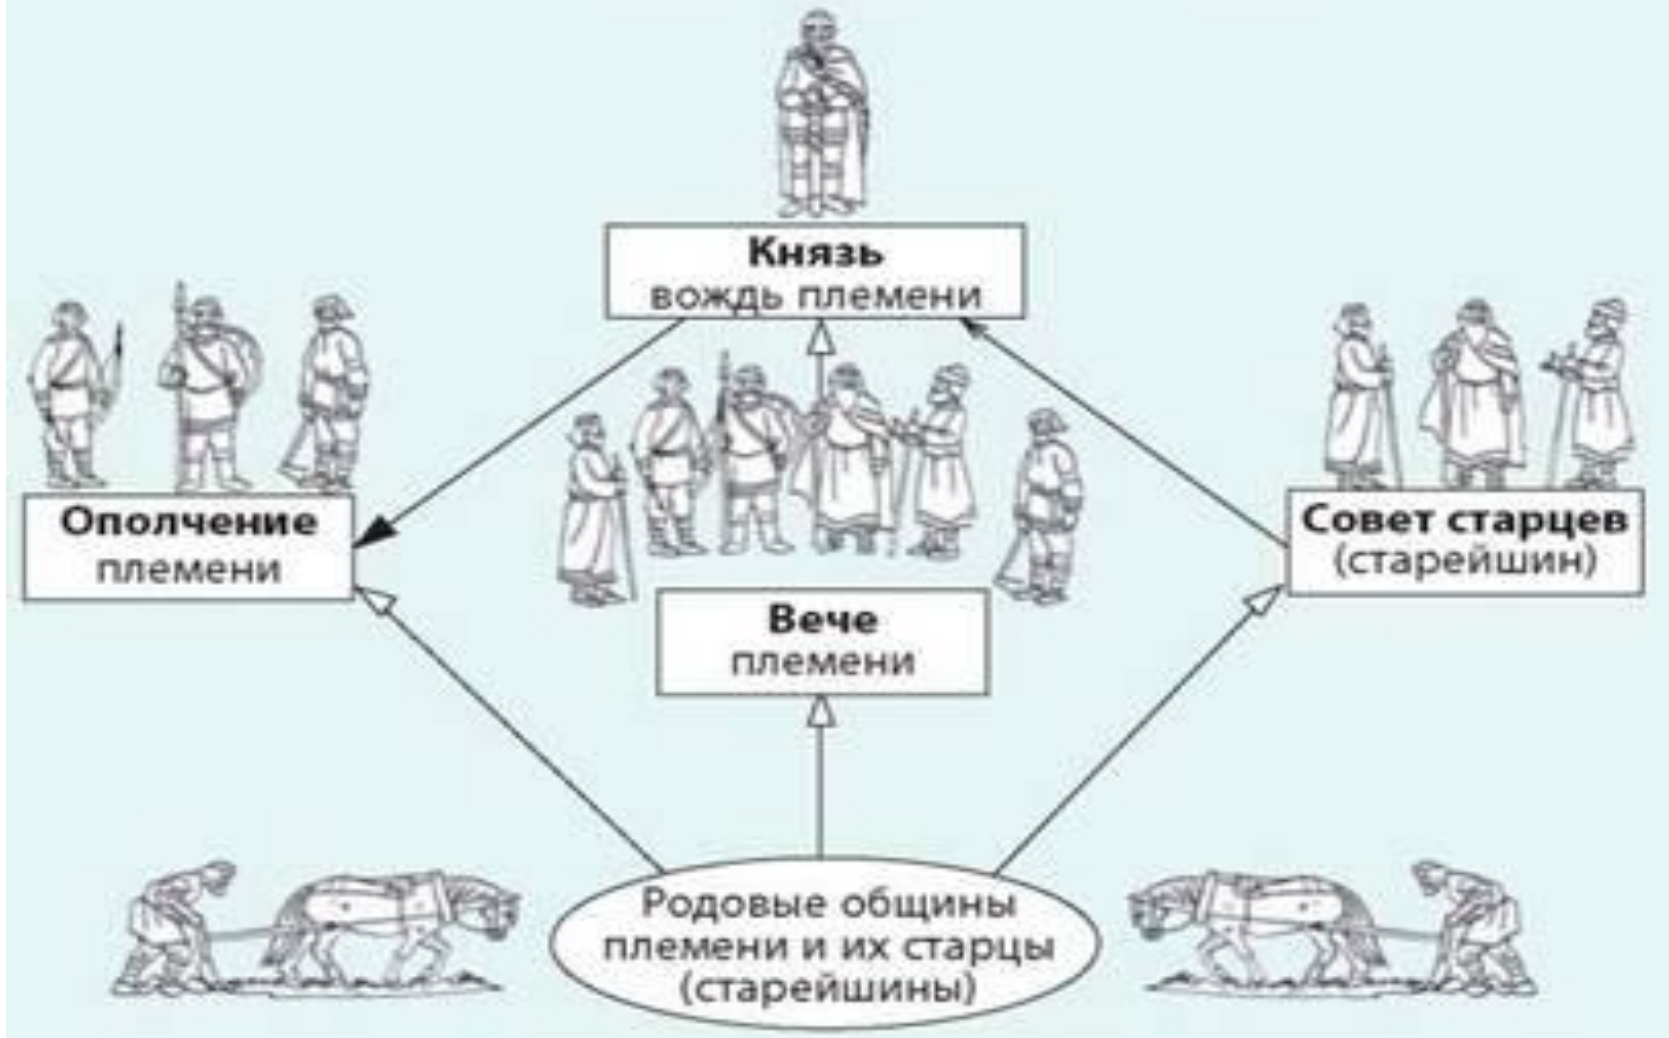 Князь
вождь племени
Ополчение
племени
Совет старцев
(старейшин)
Вече
племени
Родовые общины
племени и их старцы
(старейшины)